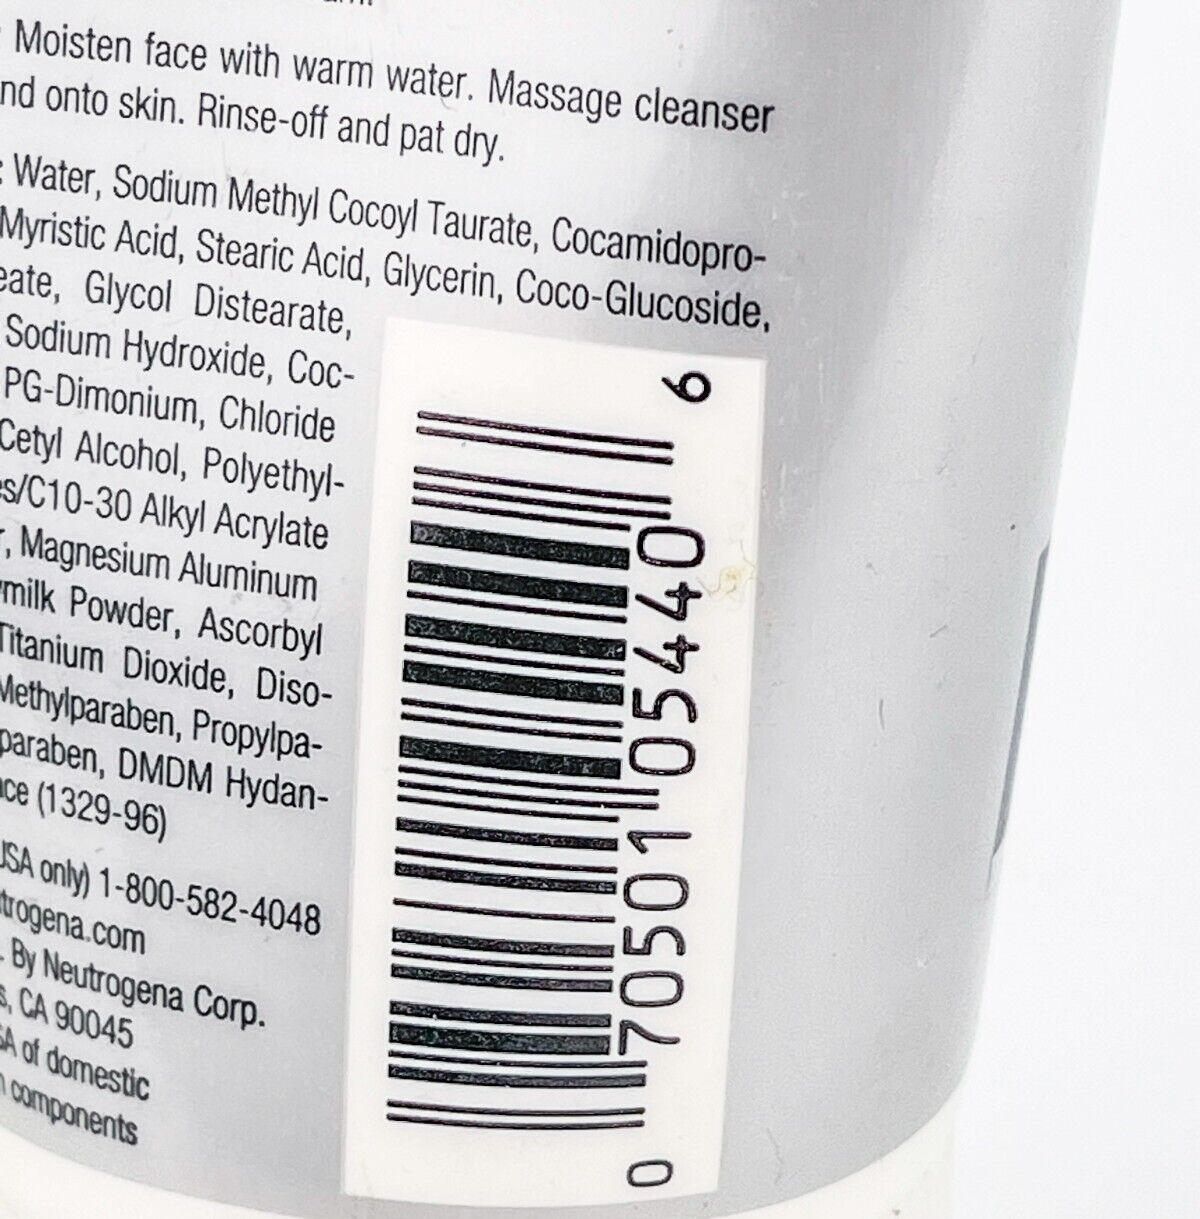 Moisten face with warm water. Massage cleanser
nd onto skin. Rinse-off and pat dry.
: Water, Sodium Methyl Cocoyl Taurate, Cocamidopro-
Myristic Acid, Stearic Acid, Glycerin, Coco-Glucoside,
eate, Glycol Distearate,
Sodium Hydroxide, Coc-
PG-Dimonium, Chloride
Cetyl Alcohol, Polyethyl-
es/C10-30 Alkyl Acrylate
r, Magnesium Aluminum
milk Powder, Ascorbyl
Titanium Dioxide, Diso-
Methylparaben, Propylpa-
paraben, DMDM Hydan-
nce (1329-96)
USA only) 1-800-582-4048
trogena.com
. By Neutrogena Corp.
s, CA 90045
SA of domestic
n components
0 70501 05440 6